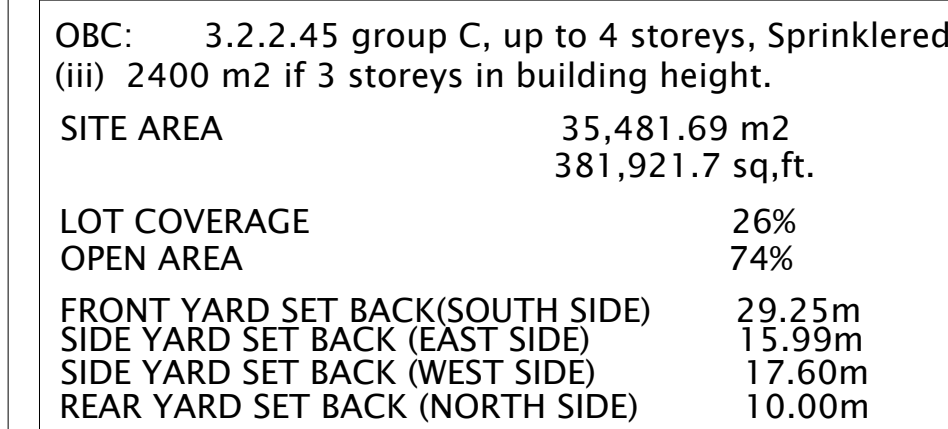 OBC: 3.2.2.45 group C, up to 4 storeys, Sprinklered
(iii) 2400 m2 if 3 storeys in building height.
SITE AREA 35,481.69 m2
381,921.7 sq,ft.
LOT COVERAGE 26%
OPEN AREA 74%
FRONT YARD SET BACK(SOUTH SIDE) 29.25m
SIDE YARD SET BACK (EAST SIDE) 15.99m
SIDE YARD SET BACK (WEST SIDE) 17.60m
REAR YARD SET BACK (NORTH SIDE) 10.00m